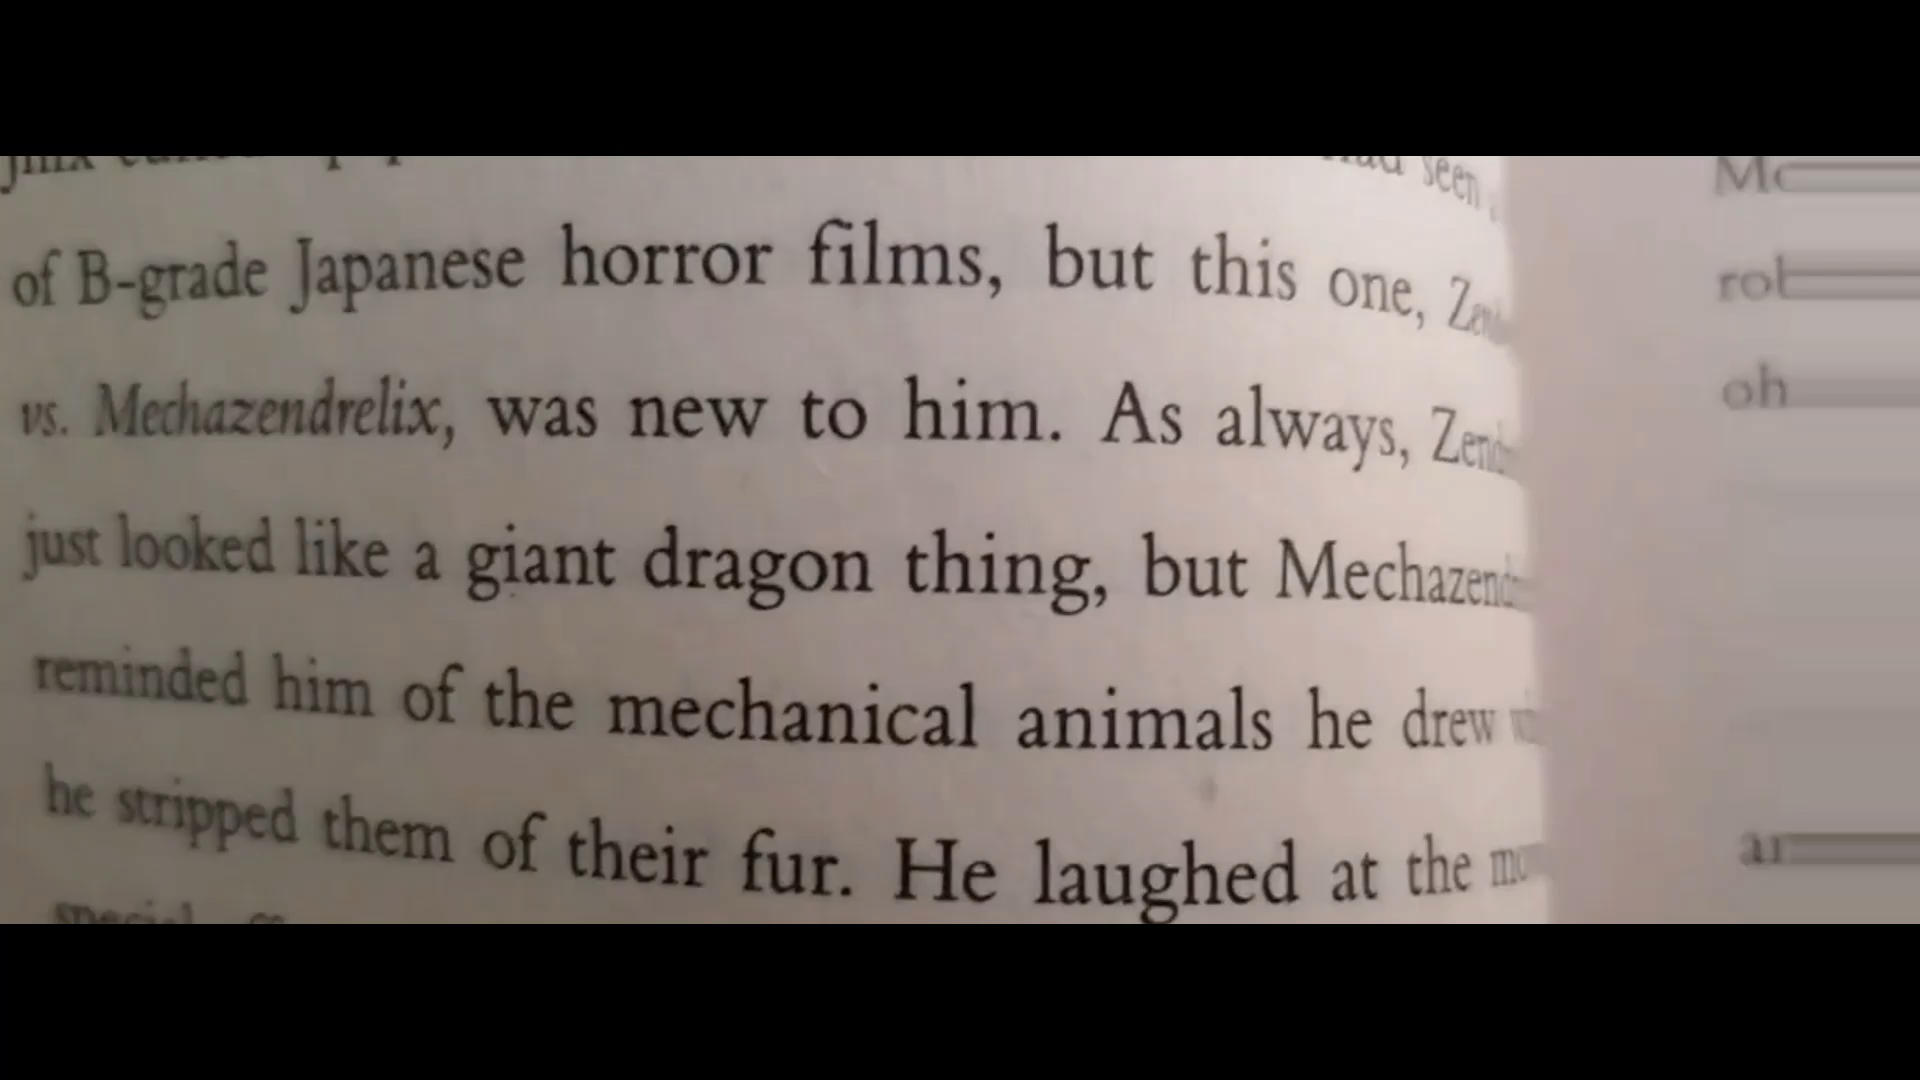 seen
of B-grade Japanese horror films, but this one,
vs. Mechazendrelix, was new to him. As always,
just looked like a giant dragon thing, but
reminded him of the mechanical animals he drew
he stripped them of their fur. He laughed at the